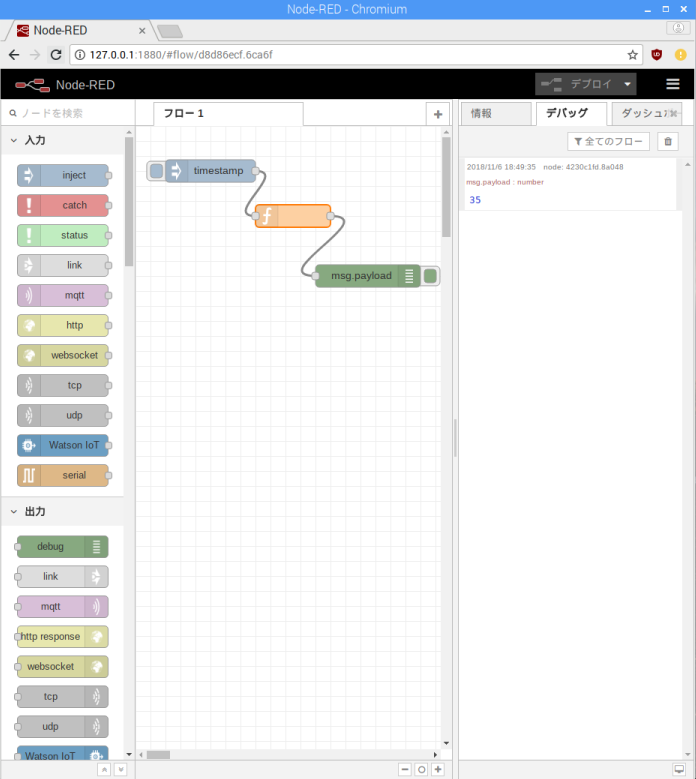 Node-RED - Chromium
Node-RED
127.0.0.1:1880/#flow/d8d86ecf.6ca6f
Node-RED
デプロイ
ノードを検索
入力
inject
catch
status
link
mqtt
http
websocket
tcp
udp
Watson IoT
serial
出力
debug
link
mqtt
http response
websocket
tcp
udp
Watson IoT
フロー 1
timestamp
msg.payload
情報
デバッグ
ダッシュ
全てのフロー
2018/11/6 18:49:35 node: 4230c1fd.8a048
msg.payload : number
35